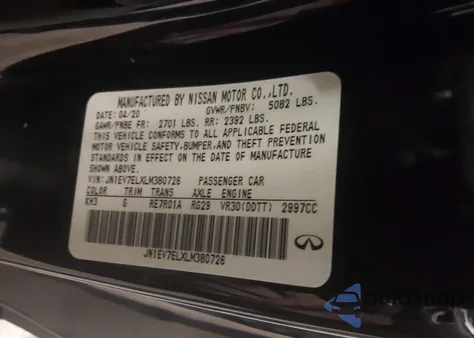 MANUFACTURED BY NISSAN MOTOR CO.,LTD.
DATE: 04/20 GVWR/PNBV: 5082 LBS.
GAWR/PNBE FR: 2701 LBS. RR: 2392 LBS.
THIS VEHICLE CONFORMS TO ALL APPLICABLE FEDERAL
MOTOR VEHICLE SAFETY,BUMPER,AND THEFT PREVENTION
STANDARDS IN EFFECT ON THE DATE OF MANUFACTURE
SHOWN ABOVE.
VIN: JN1EV7ELXLM380726 PASSENGER CAR
COLOR TRIM TRANS AXLE ENGINE
KH3 G RE7R01A RG29 VR30(DDTT) 2997CC
JN1EV7ELXLM380726
AutoSnap